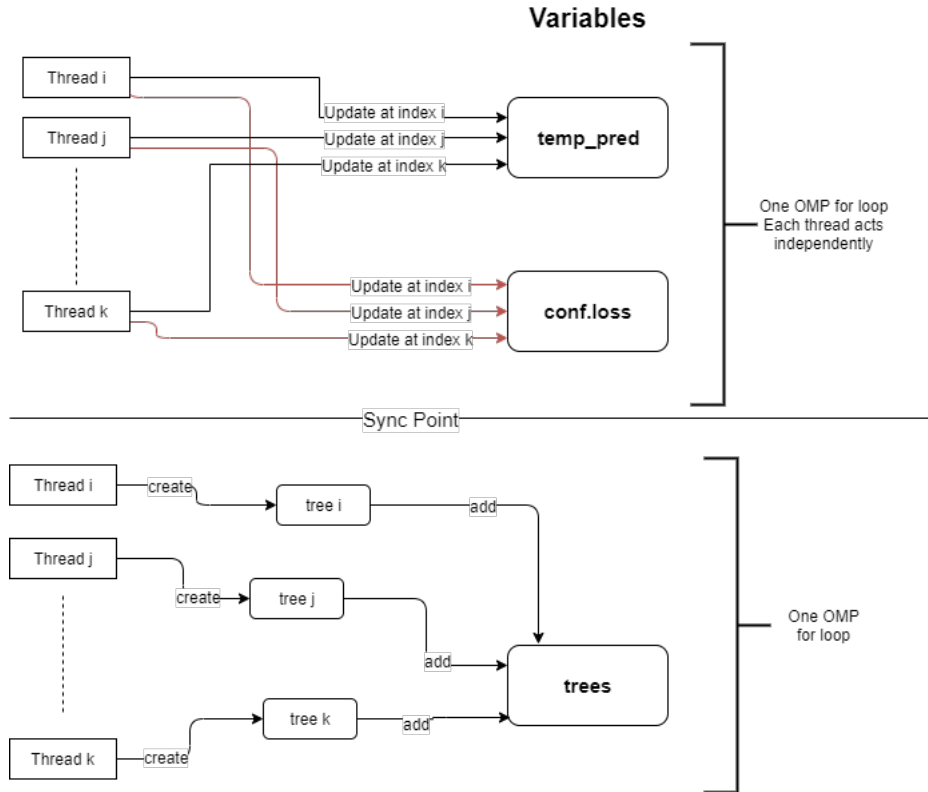 Variables
Thread i
Update at index i
Thread j
Update at index j
temp_pred
Update at index k
One OMP for loop
Each thread acts
independently
Update at index i
Thread k
Update at index j
conf.loss
Update at index k
Sync Point
Thread i
create
tree i
add
Thread j
create
tree j
One OMP
for loop
add
trees
tree k
add
Thread k
create